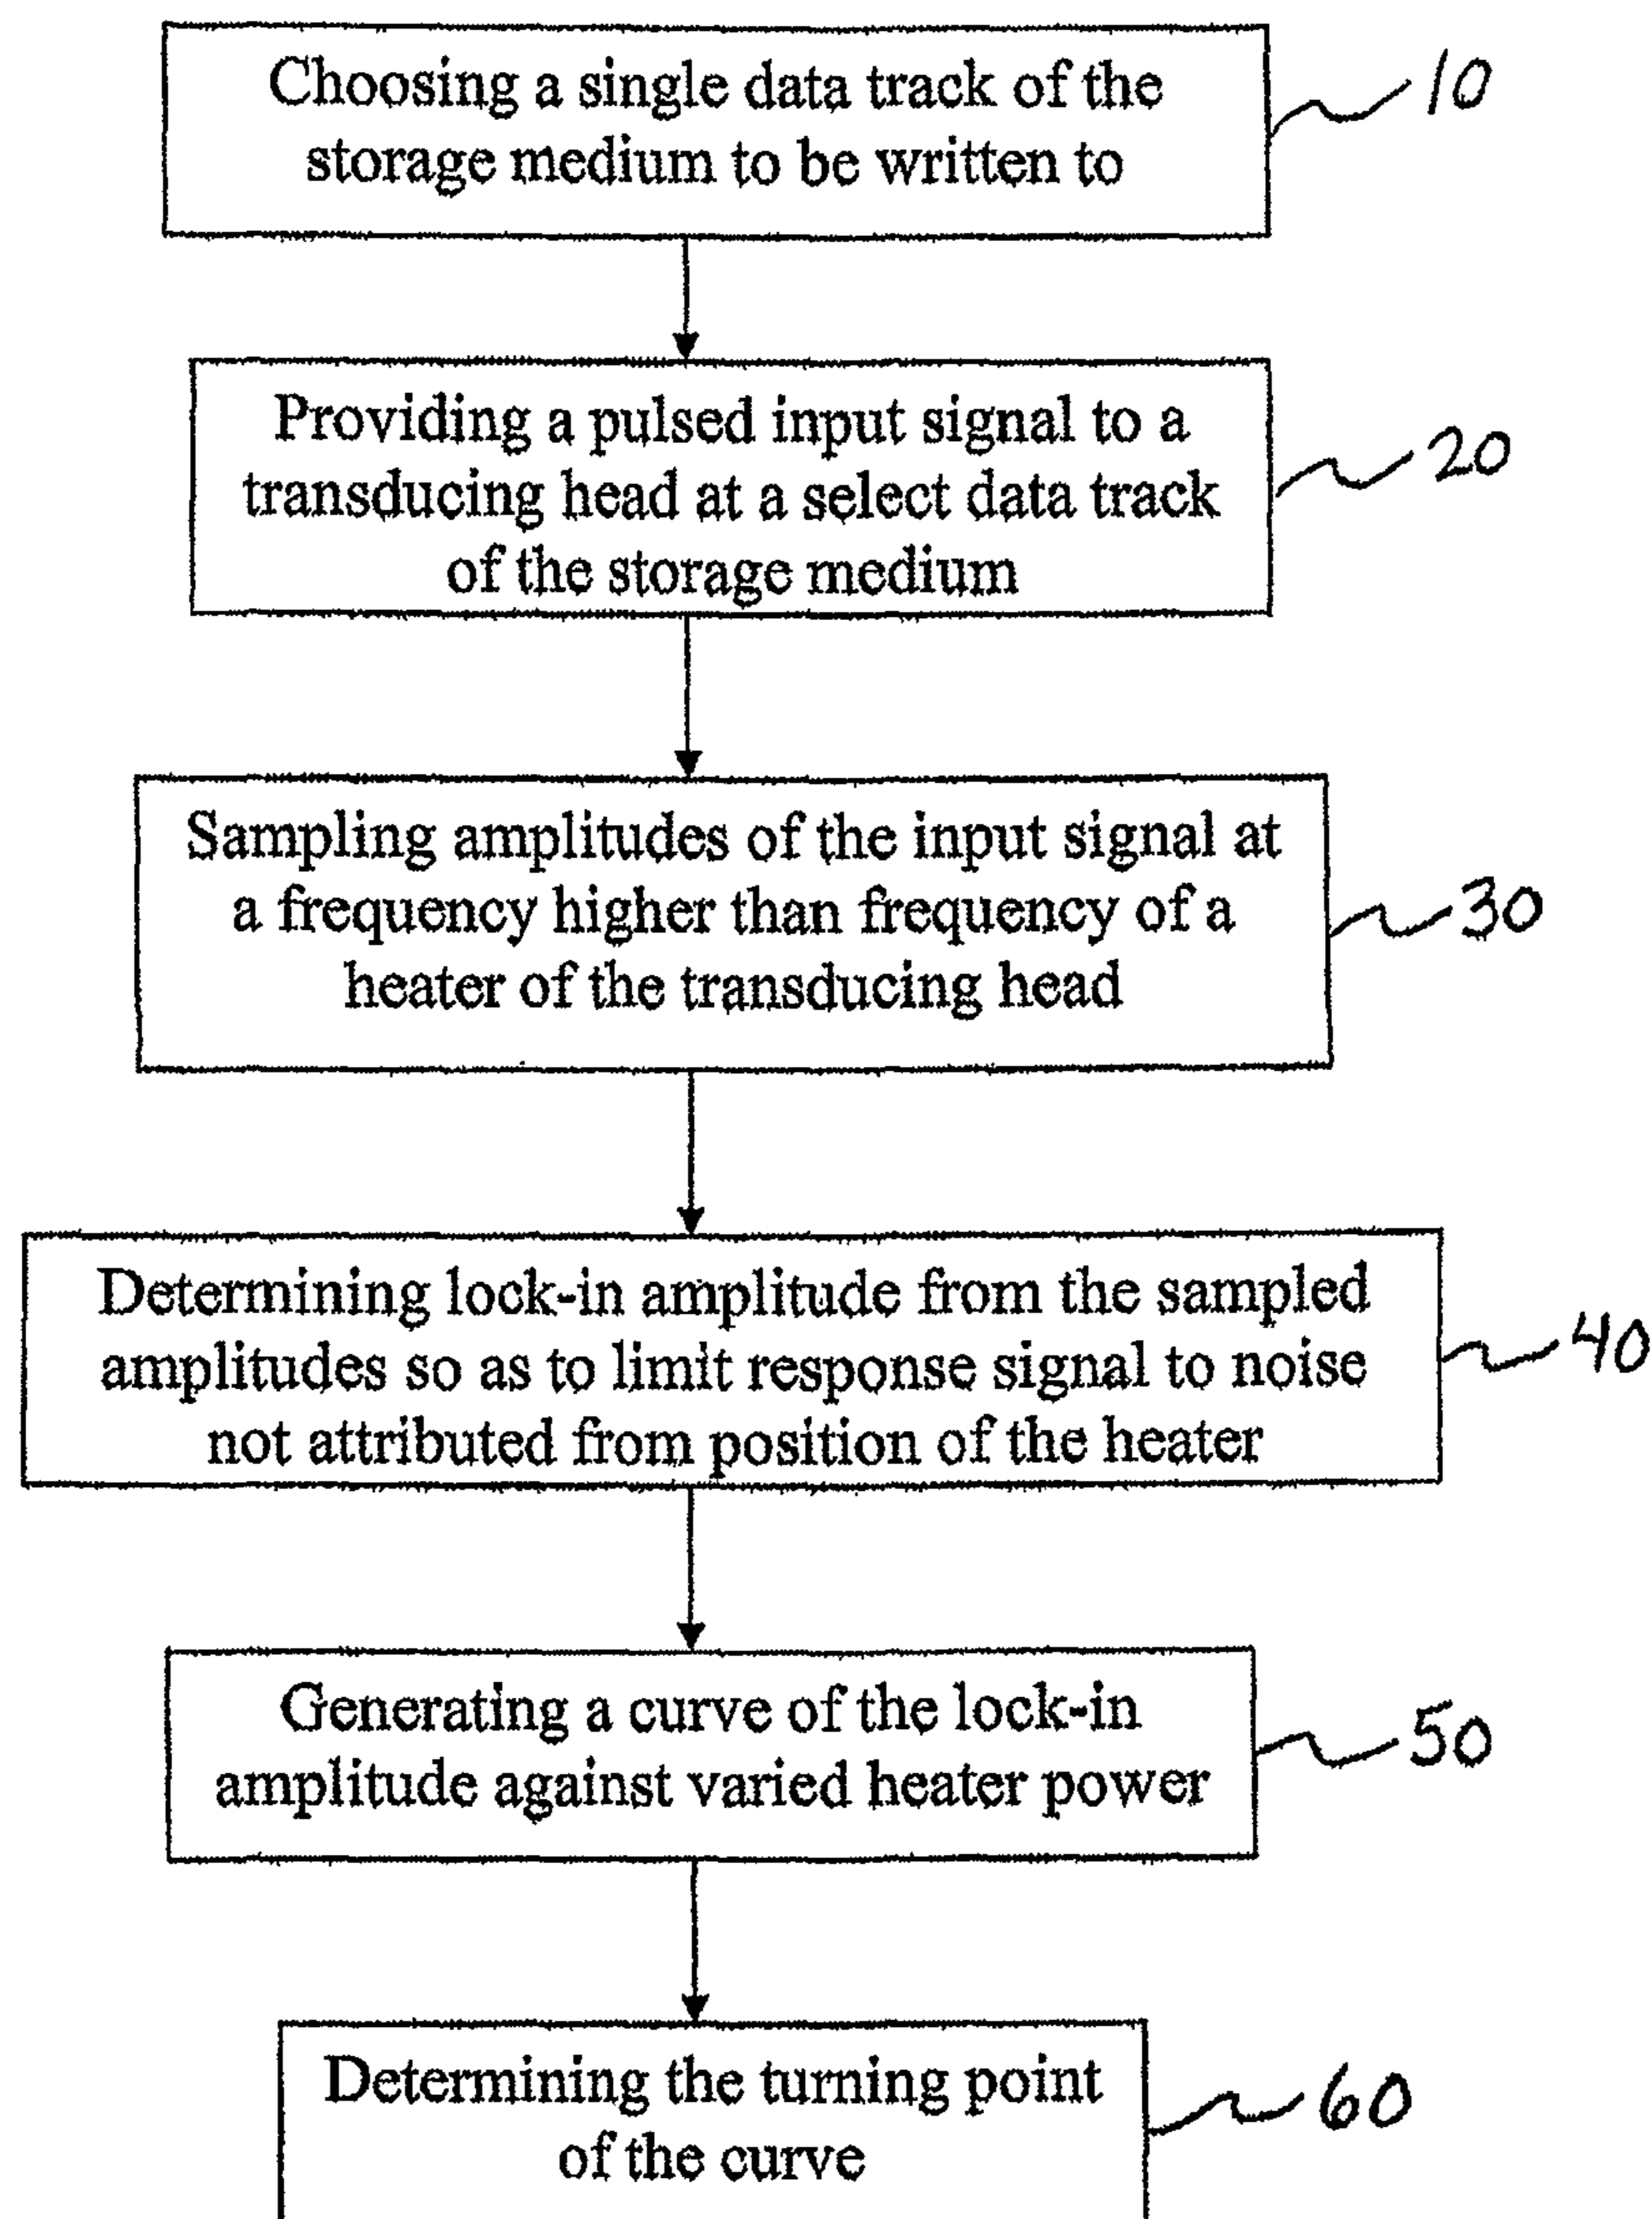 Choosing a single data track of the
storage medium to be written to
10
Providing a pulsed input signal to a
transducing head at a select data track
of the storage medium
20
Sampling amplitudes of the input signal at
a frequency higher than frequency of a
heater of the transducing head
30
Determining lock-in amplitude from the sampled
amplitudes so as to limit response signal to noise
not attributed from position of the heater
40
Generating a curve of the lock-in
amplitude against varied heater power
50
Determining the turning point
of the curve
60